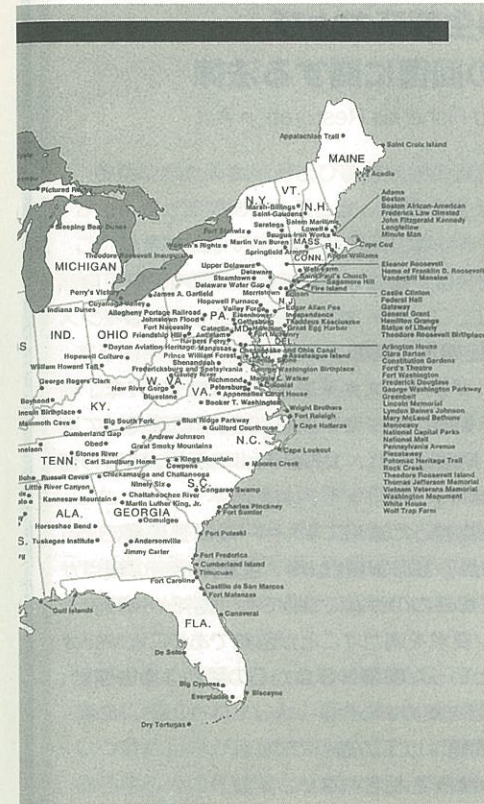 Appalachian Trail
Saint Croix Island
MAINE
Acadia
Pictured Rocks
VT.
N.Y.
N.H.
Marsh-Billings
Saint-Gaudens
Salem Maritime
Adams
Boston
Boston African-American
Frederick Law Olmsted
John Fitzgerald Kennedy
Longfellow
Minute Man
Sleeping Bear Dunes
Fort Stanwix
Saratoga
Lowell
Saugus Iron Works
Women's Rights
Martin Van Buren
MASS.
R.I.
Cape Cod
Theodore Roosevelt Inaugural
Springfield Armory
CONN.
Roger Williams
MICHIGAN
Upper Delaware
Weir Farm
Eleanor Roosevelt
Home of Franklin D. Roosevelt
Vanderbilt Mansion
Delaware
Saint Paul's Church
Steamtown
Sagamore Hill
Delaware Water Gap
Fire Island
Perry's Victory
James A. Garfield
Morristown
Edison
Castle Clinton
Federal Hall
Gateway
General Grant
Hamilton Grange
Statue of Liberty
Theodore Roosevelt Birthplace
Cuyahoga Valley
Hopewell Furnace
N.J.
Indiana Dunes
Allegheny Portage Railroad
Valley Forge
Edgar Allan Poe
Johnstown Flood
PA.
Eisenhower
Independence
IND.
OHIO
Fort Necessity
Gettysburg
Thaddeus Kosciuszko
Friendship Hill
Catoctin
MD.
Hampton
Great Egg Harbor
Antietam
Fort McHenry
Dayton Aviation Heritage
Harpers Ferry
DEL.
Manassas
Chesapeake and Ohio Canal
Arlington House
Clara Barton
Constitution Gardens
Ford's Theatre
Fort Washington
Frederick Douglass
George Washington Parkway
Greenbelt
Lincoln Memorial
Lyndon Baines Johnson
Mary McLeod Bethune
Monocacy
National Capital Parks
National Mall
Pennsylvania Avenue
Piscataway
Potomac Heritage Trail
Rock Creek
Theodore Roosevelt Island
Thomas Jefferson Memorial
Vietnam Veterans Memorial
Washington Monument
White House
Wolf Trap Farm
Hopewell Culture
Prince William Forest
Assateague Island
William Howard Taft
Shenandoah
Fredericksburg and Spotsylvania
George Washington Birthplace
George Rogers Clark
W. VA.
Gauley River
Richmond
Maggie L. Walker
New River Gorge
VA.
Petersburg
Colonial
Boyhood
Bluestone
Appomattox Court House
Lincoln Birthplace
KY.
Booker T. Washington
Mammoth Cave
Wright Brothers
Fort Raleigh
Big South Fork
Blue Ridge Parkway
Cape Hatteras
Cumberland Gap
Guilford Courthouse
Obed
Andrew Johnson
N.C.
Stones River
Great Smoky Mountains
Cape Lookout
TENN.
Carl Sandburg Home
Kings Mountain
Cowpens
Moores Creek
Russell Cave
Chickamauga and Chattanooga
Little River Canyon
Ninety Six
S.C.
Chattahoochee River
Congaree Swamp
Kennesaw Mountain
Martin Luther King, Jr.
ALA.
GEORGIA
Charles Pinckney
Fort Sumter
Horseshoe Bend
Ocmulgee
Tuskegee Institute
Andersonville
Fort Pulaski
Jimmy Carter
Fort Frederica
Cumberland Island
Timucuan
Fort Caroline
Castillo de San Marcos
Fort Matanzas
Gulf Islands
FLA.
Canaveral
De Soto
Big Cypress
Everglades
Biscayne
Dry Tortugas